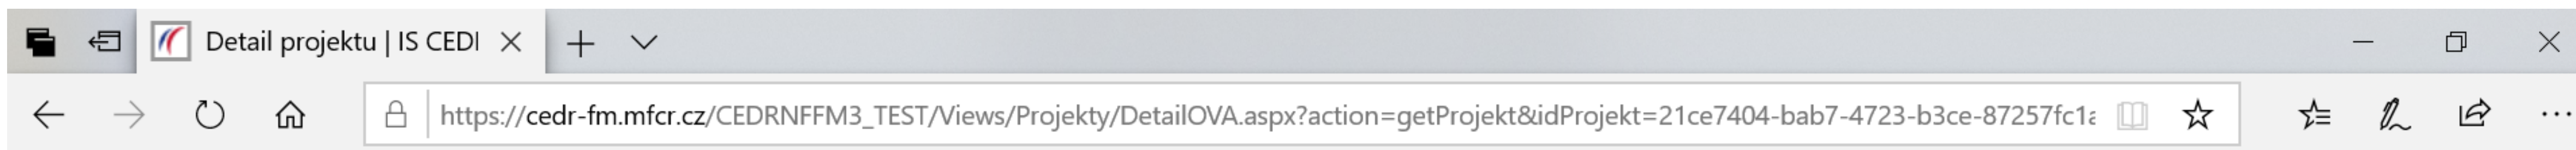 Detail projektu | IS CEDI
https://cedr-fm.mfcr.cz/CEDRNFFM3_TEST/Views/Projekty/DetailOVA.aspx?action=getProjekt&idProjekt=21ce7404-bab7-4723-b3ce-87257fc1a